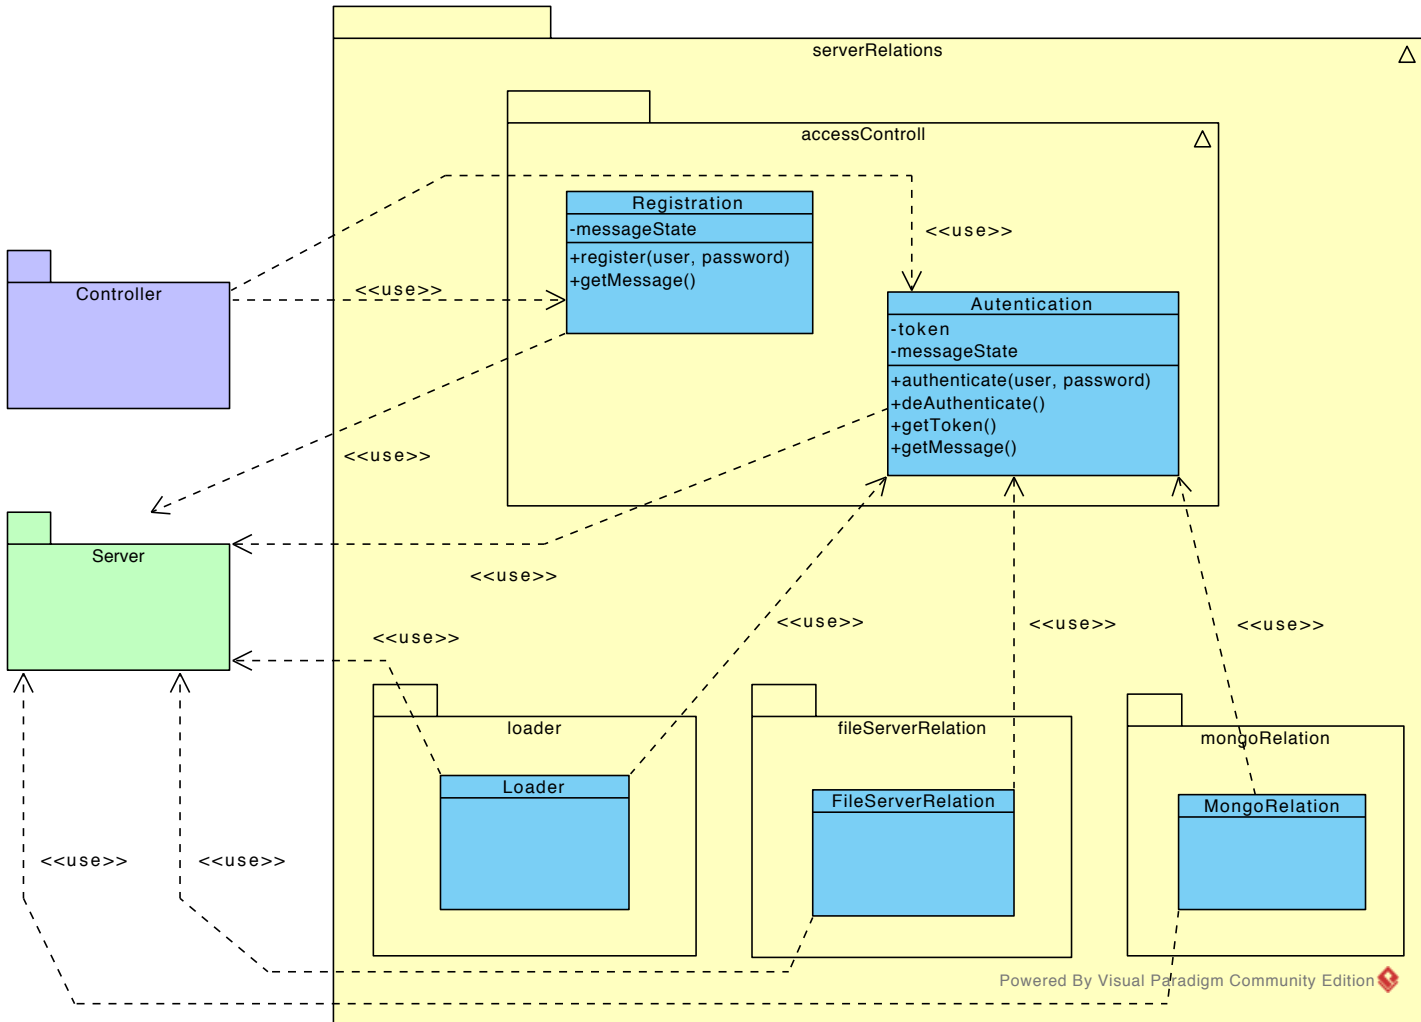 serverRelations
accessControll
Registration
-messageState
+register(user, password)
+getMessage()
<<use>>
Controller
<<use>>
Autentication
-token
-messageState
+authenticate(user, password)
+deAuthenticate()
+getToken()
+getMessage()
<<use>>
Server
<<use>>
<<use>>
<<use>>
<<use>>
<<use>>
loader
fileServerRelation
mongoRelation
Loader
FileServerRelation
MongoRelation
<<use>>
<<use>>
Powered By Visual Paradigm Community Edition